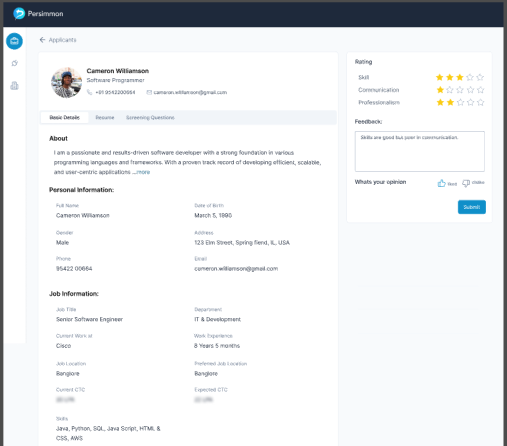 Persimmon
Applicants
Cameron Williamson
Software Programmer
+91 9542200664 cameron.williamson@gmail.com
Basic Details Resume Screening Questions
About
I am a passionate and results-driven software developer with a strong foundation in various
programming languages and frameworks. With a proven track record of developing efficient, scalable,
and user-centric applications ...more
Personal Information:
Full Name Date of Birth
Cameron Williamson March 5, 1990
Gender Address
Male 123 Elm Street, Spring fiend, IL, USA
Phone Email
95422 00664 cameron.williamson@gmail.com
Job Information:
Job Title Department
Senior Software Engineer IT & Development
Current Work at Work Experience
Cisco 8 Years 5 months
Job Location Preferred Job Location
Banglore Banglore
Current CTC Expected CTC
Skills
Java, Python, SQL, Java Script, HTML &
CSS, AWS
Rating
Skill
Communication
Professionalism
Feedback:
Skills are good but poor in communication.
Whats your opinion liked dislike
Submit